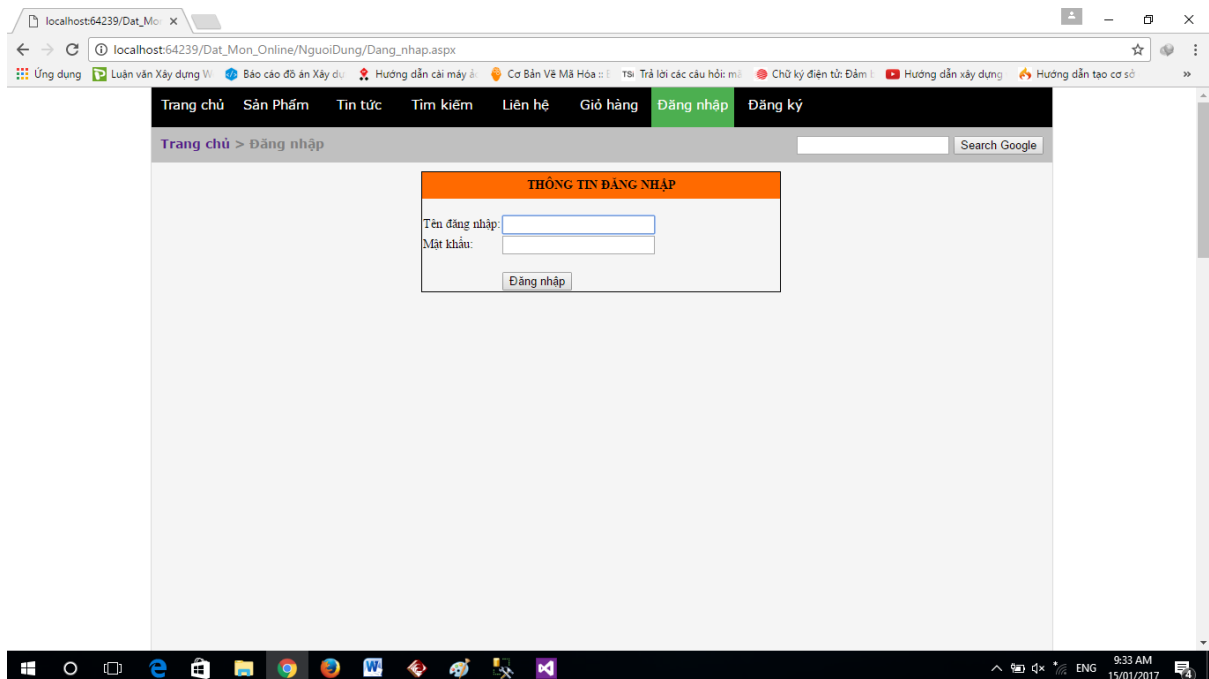 localhost:64239/Dat_Mo
localhost:64239/Dat_Mon_Online/NguoiDung/Dang_nhap.aspx
Ứng dụng Luận văn Xây dựng W Báo cáo đồ án Xây dự Hướng dẫn cài máy ả Cơ Bản Về Mã Hóa :: TSI Trả lời các câu hỏi: mã Chữ ký điện tử: Đảm b Hướng dẫn xây dựng Hướng dẫn tạo cơ sở »
Trang chủ Sản Phẩm Tin tức Tìm kiếm Liên hệ Giỏ hàng Đăng nhập Đăng ký
Trang chủ > Đăng nhập Search Google
THÔNG TIN ĐĂNG NHẬP
Tên đăng nhập:
Mật khẩu:
Đăng nhập
ENG 9:33 AM
15/01/2017 4